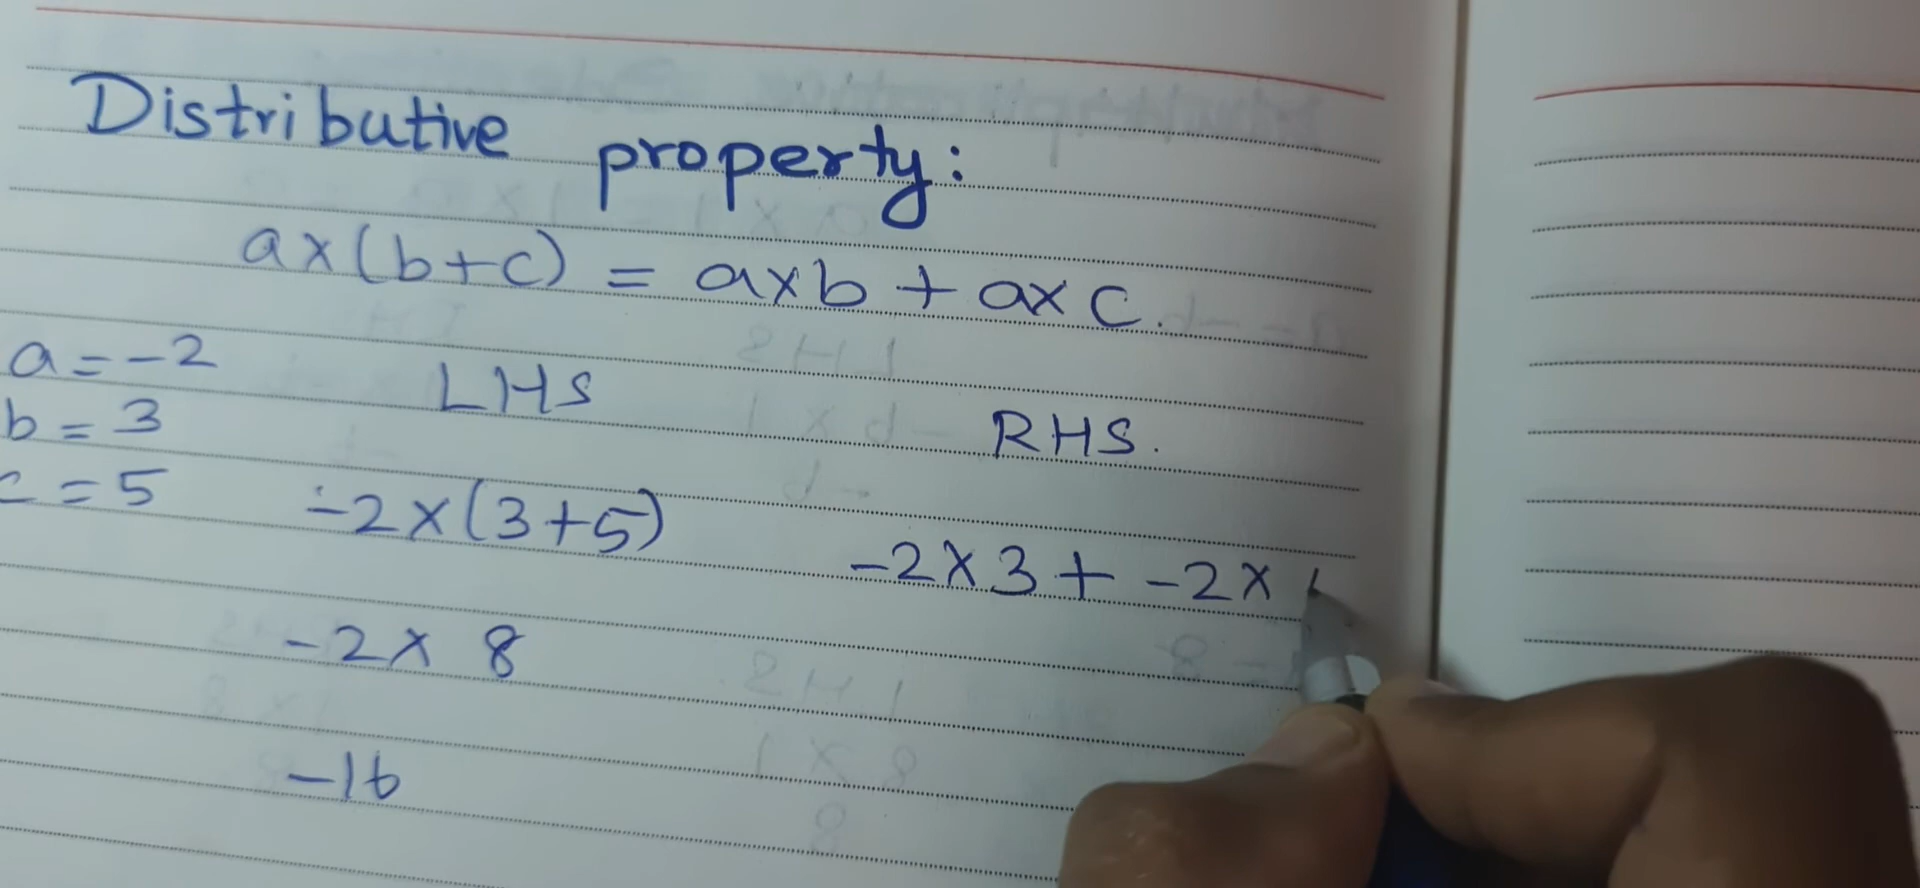 Distributive property:
a×(b+c) = a×b + a×c.
a = -2
b = 3
c = 5
LHS
RHS.
-2×(3+5)
-2×3 + -2×
-2× 8
-16